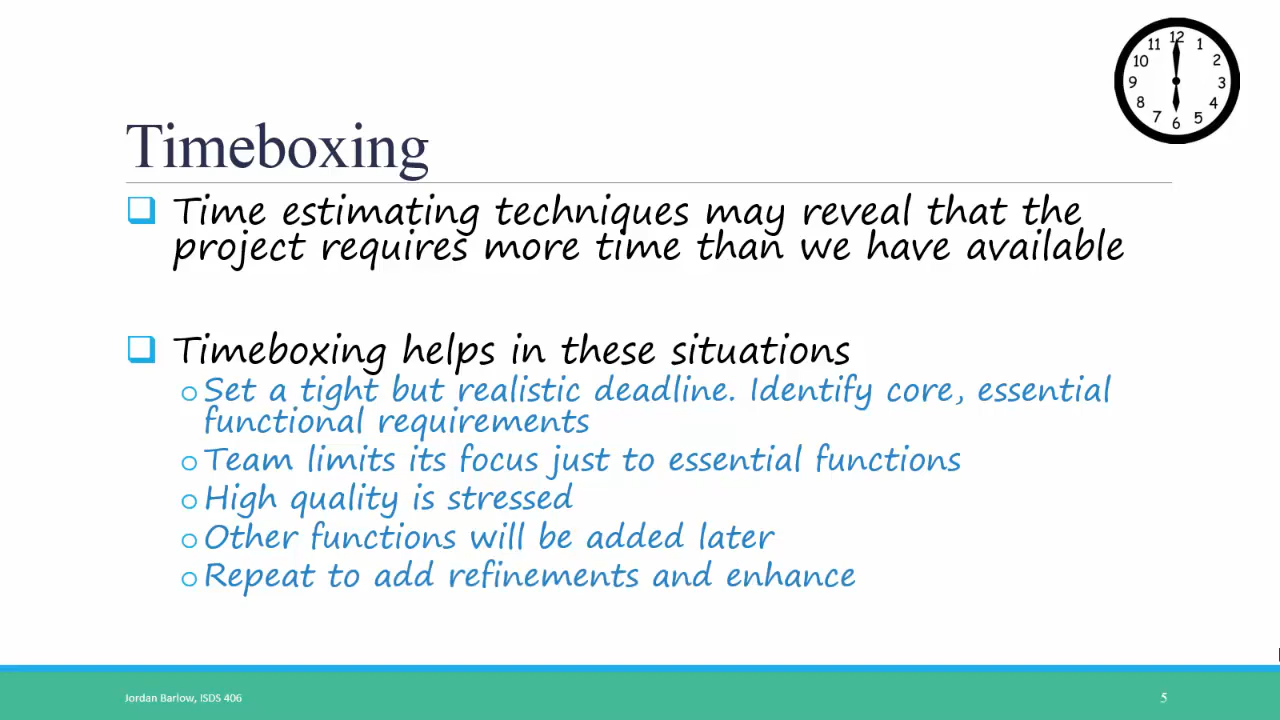 12
11
1
10
2
9
3
8
4
7
5
6
Timeboxing
Time estimating techniques may reveal that the
project requires more time than we have available
Timeboxing helps in these situations
Set a tight but realistic deadline. Identify core, essential
functional requirements
Team limits its focus just to essential functions
High quality is stressed
Other functions will be added later
Repeat to add refinements and enhance
Jordan Barlow, ISDS 406
5